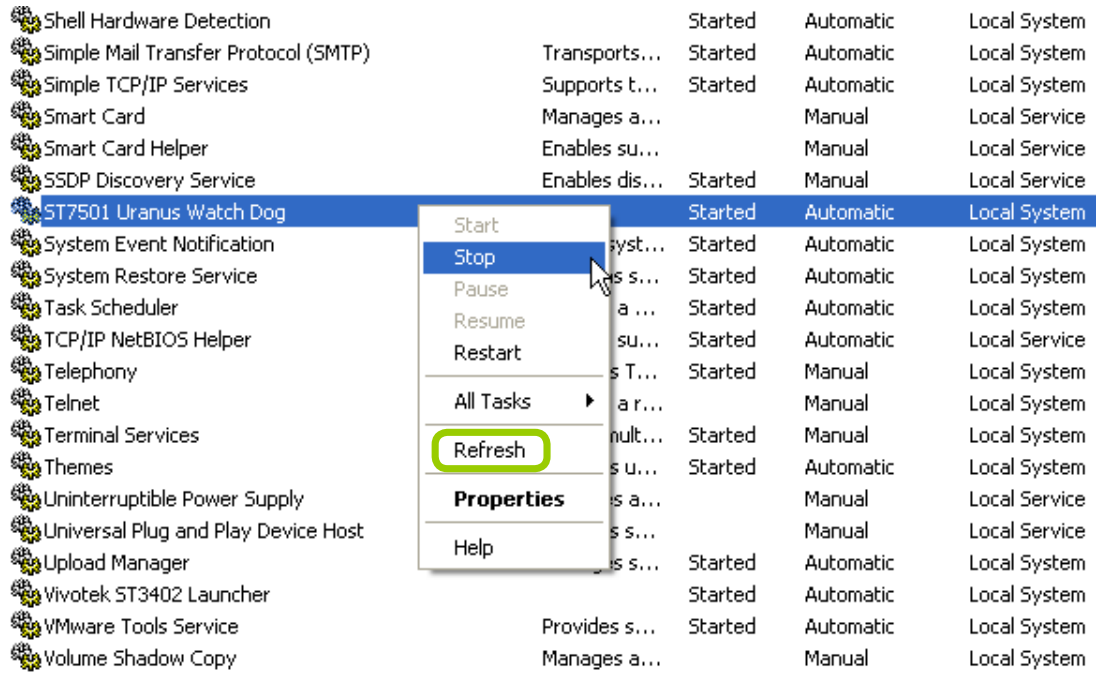 Shell Hardware Detection Started Automatic Local System
Simple Mail Transfer Protocol (SMTP) Transports... Started Automatic Local System
Simple TCP/IP Services Supports t... Started Automatic Local System
Smart Card Manages a... Manual Local Service
Smart Card Helper Enables su... Manual Local Service
SSDP Discovery Service Enables dis... Started Manual Local Service
ST7501 Uranus Watch Dog Started Automatic Local System
Start
System Event Notification syst... Started Automatic Local System
Stop
System Restore Service s... Started Automatic Local System
Pause
Task Scheduler a ... Started Automatic Local System
Resume
TCP/IP NetBIOS Helper su... Started Automatic Local Service
Restart
Telephony s T... Started Manual Local System
All Tasks
Telnet a r... Manual Local System
Terminal Services mult... Started Manual Local System
Refresh
Themes s u... Started Automatic Local System
Uninterruptible Power Supply s a... Manual Local Service
Properties
Universal Plug and Play Device Host s s... Manual Local Service
Help
Upload Manager s s... Started Automatic Local System
Vivotek ST3402 Launcher Started Automatic Local System
VMware Tools Service Provides s... Started Automatic Local System
Volume Shadow Copy Manages a... Manual Local System